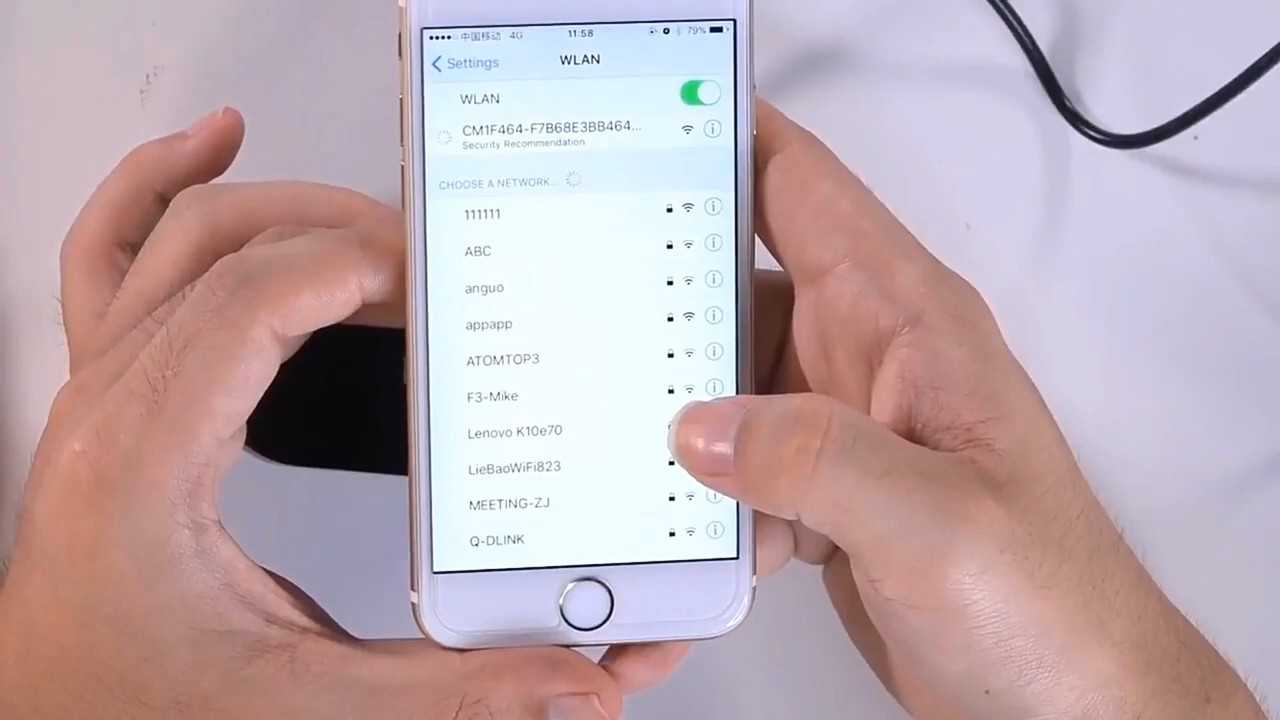 中国移动 4G 11:58 79%
Settings WLAN
WLAN
CM1F464-F7B68E3BB464...
Security Recommendation
CHOOSE A NETWORK...
111111
ABC
anguo
appapp
ATOMTOP3
F3-Mike
Lenovo K10e70
LieBaoWiFi823
MEETING-ZJ
Q-DLINK